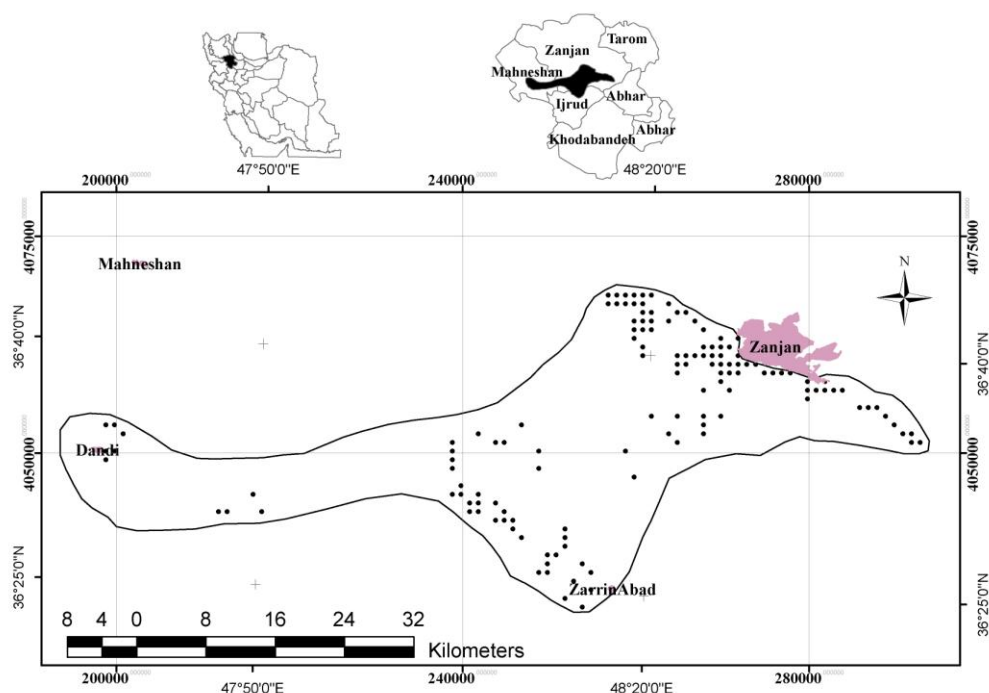 Tarom
Zanjan
Mahneshan
Abhar
Ijrud
Abhar
Khodabandeh
47°50'0"E
48°20'0"E
200000
240000
280000
4075000
4075000
Mahneshan
N
36°40'0"N
Zanjan
36°40'0"N
Dandi
4050000
4050000
36°25'0"N
ZarrinAbad
36°25'0"N
8 4 0 8 16 24 32
Kilometers
200000
240000
280000
47°50'0"E
48°20'0"E